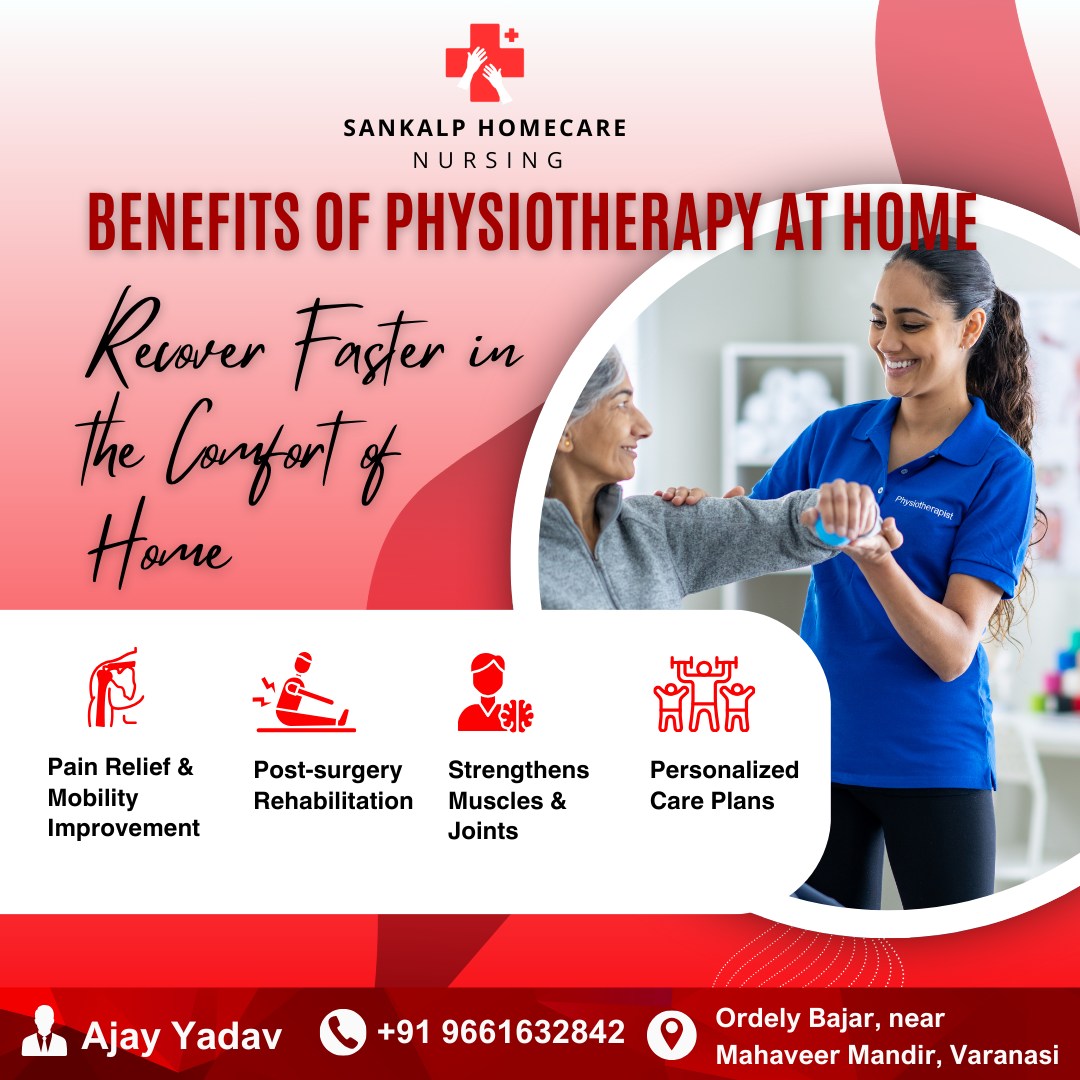 SANKALP HOMECARE
NURSING
BENEFITS OF PHYSIOTHERAPY AT HOME
Recover Faster in
the Comfort of
Home
Physiotherapist
Pain Relief &
Mobility
Improvement
Post-surgery
Rehabilitation
Strengthens
Muscles &
Joints
Personalized
Care Plans
Ajay Yadav
+91 9661632842
Ordely Bajar, near
Mahaveer Mandir, Varanasi